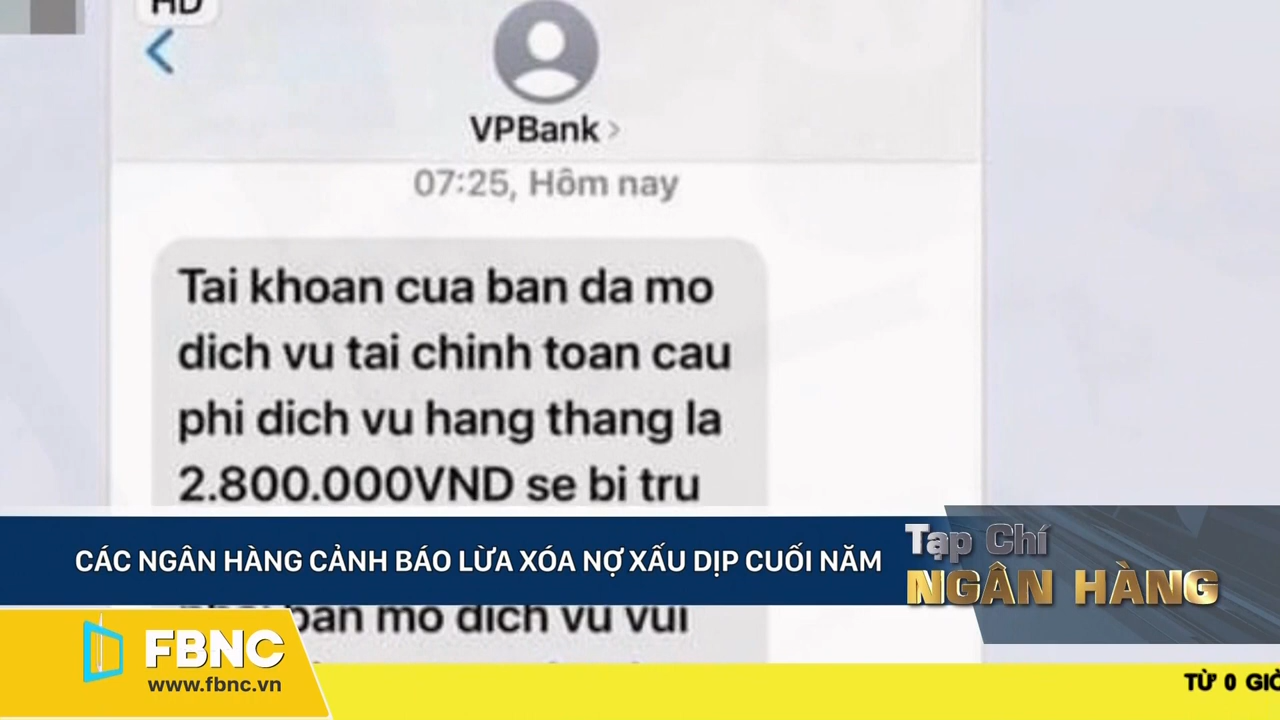 HD
VPBank
07:25, Hôm nay
Tai khoan cua ban da mo
dich vu tai chinh toan cau
phi dich vu hang thang la
2.800.000VND se bi tru
CÁC NGÂN HÀNG CẢNH BÁO LỪA XÓA NỢ XẤU DỊP CUỐI NĂM
Tạp Chí
NGÂN HÀNG
ban mo dich vu vui
FBNC
www.fbnc.vn
TỪ 0 GIỜ